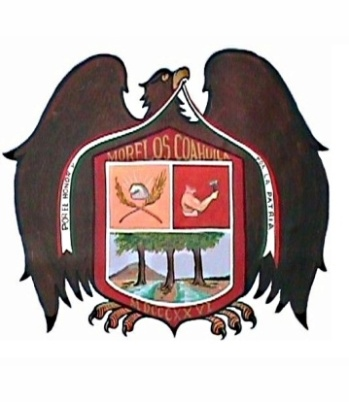 MORELOS COAHUILA
POR EL HONOR Y
POR LA PATRIA
MDCCCXXVI